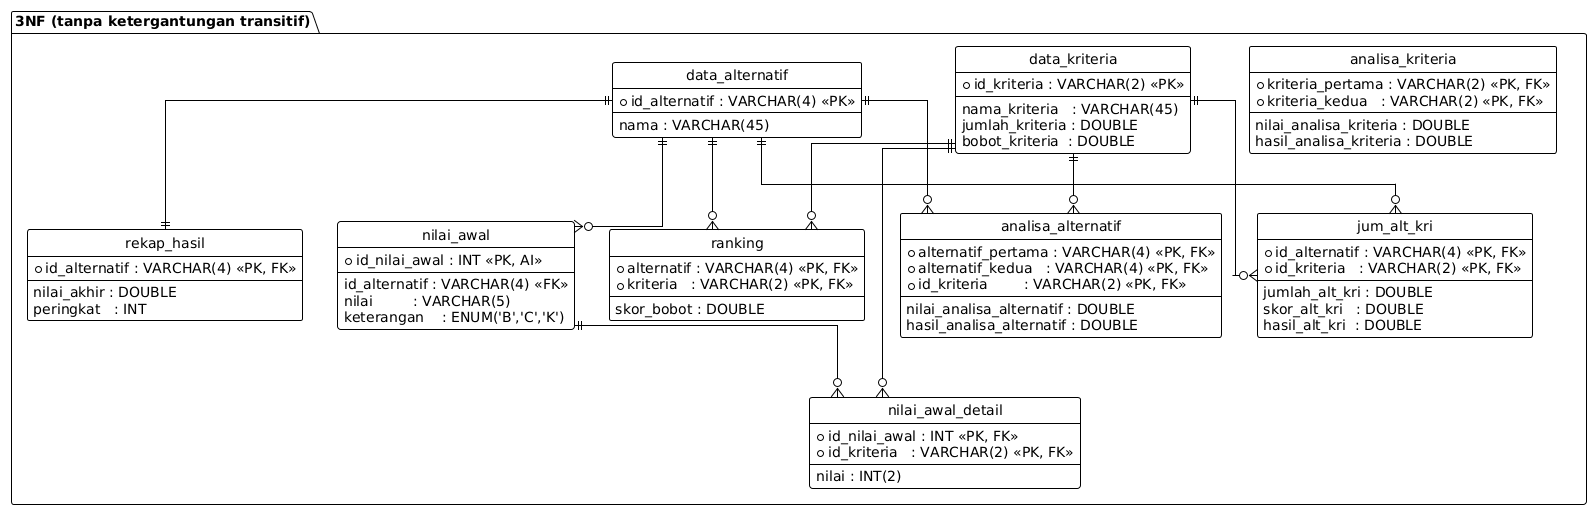 3NF (tanpa ketergantungan transitif)
data_alternatif
id_alternatif : VARCHAR(4) «PK»
nama : VARCHAR(45)
data_kriteria
id_kriteria : VARCHAR(2) «PK»
nama_kriteria : VARCHAR(45)
jumlah_kriteria : DOUBLE
bobot_kriteria : DOUBLE
analisa_kriteria
kriteria_pertama : VARCHAR(2) «PK, FK»
kriteria_kedua : VARCHAR(2) «PK, FK»
nilai_analisa_kriteria : DOUBLE
hasil_analisa_kriteria : DOUBLE
rekap_hasil
id_alternatif : VARCHAR(4) «PK, FK»
nilai_akhir : DOUBLE
peringkat : INT
nilai_awal
id_nilai_awal : INT «PK, AI»
id_alternatif : VARCHAR(4) «FK»
nilai : VARCHAR(5)
keterangan : ENUM('B','C','K')
ranking
alternatif : VARCHAR(4) «PK, FK»
kriteria : VARCHAR(2) «PK, FK»
skor_bobot : DOUBLE
analisa_alternatif
alternatif_pertama : VARCHAR(4) «PK, FK»
alternatif_kedua : VARCHAR(4) «PK, FK»
id_kriteria : VARCHAR(2) «PK, FK»
nilai_analisa_alternatif : DOUBLE
hasil_analisa_alternatif : DOUBLE
jum_alt_kri
id_alternatif : VARCHAR(4) «PK, FK»
id_kriteria : VARCHAR(2) «PK, FK»
jumlah_alt_kri : DOUBLE
skor_alt_kri : DOUBLE
hasil_alt_kri : DOUBLE
nilai_awal_detail
id_nilai_awal : INT «PK, FK»
id_kriteria : VARCHAR(2) «PK, FK»
nilai : INT(2)